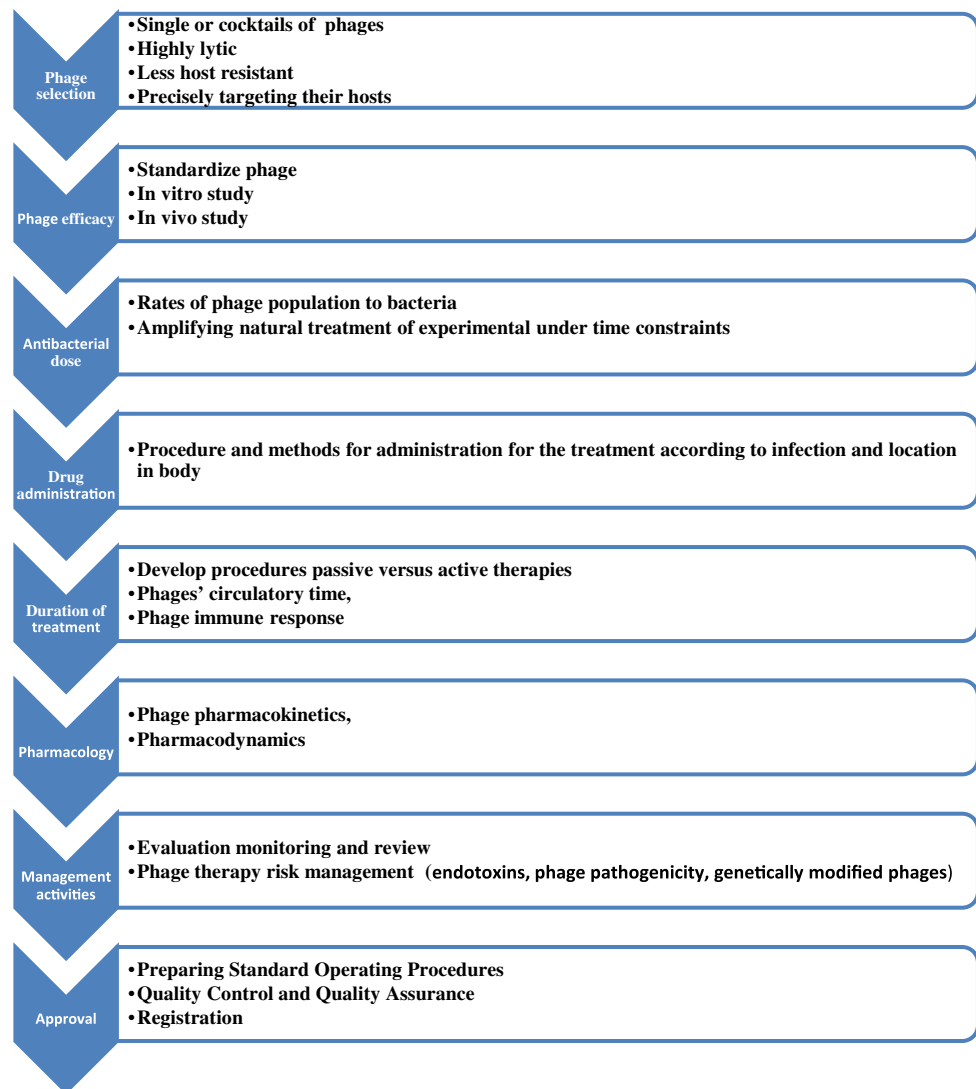 Phage
selection
•Single or cocktails of phages
•Highly lytic
•Less host resistant
•Precisely targeting their hosts
Phage efficacy
•Standardize phage
•In vitro study
•In vivo study
Antibacterial
dose
•Rates of phage population to bacteria
•Amplifying natural treatment of experimental under time constraints
Drug
administration
•Procedure and methods for administration for the treatment according to infection and location
in body
Duration of
treatment
•Develop procedures passive versus active therapies
•Phages’ circulatory time,
•Phage immune response
Pharmacology
•Phage pharmacokinetics,
•Pharmacodynamics
Management
activities
•Evaluation monitoring and review
•Phage therapy risk management (endotoxins, phage pathogenicity, genetically modified phages)
Approval
•Preparing Standard Operating Procedures
•Quality Control and Quality Assurance
•Registration